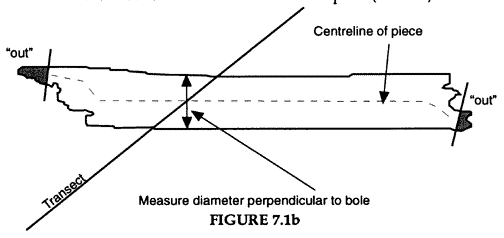 Centreline of piece
"out"
"out"
Transect
Measure diameter perpendicular to bole
FIGURE 7.1b